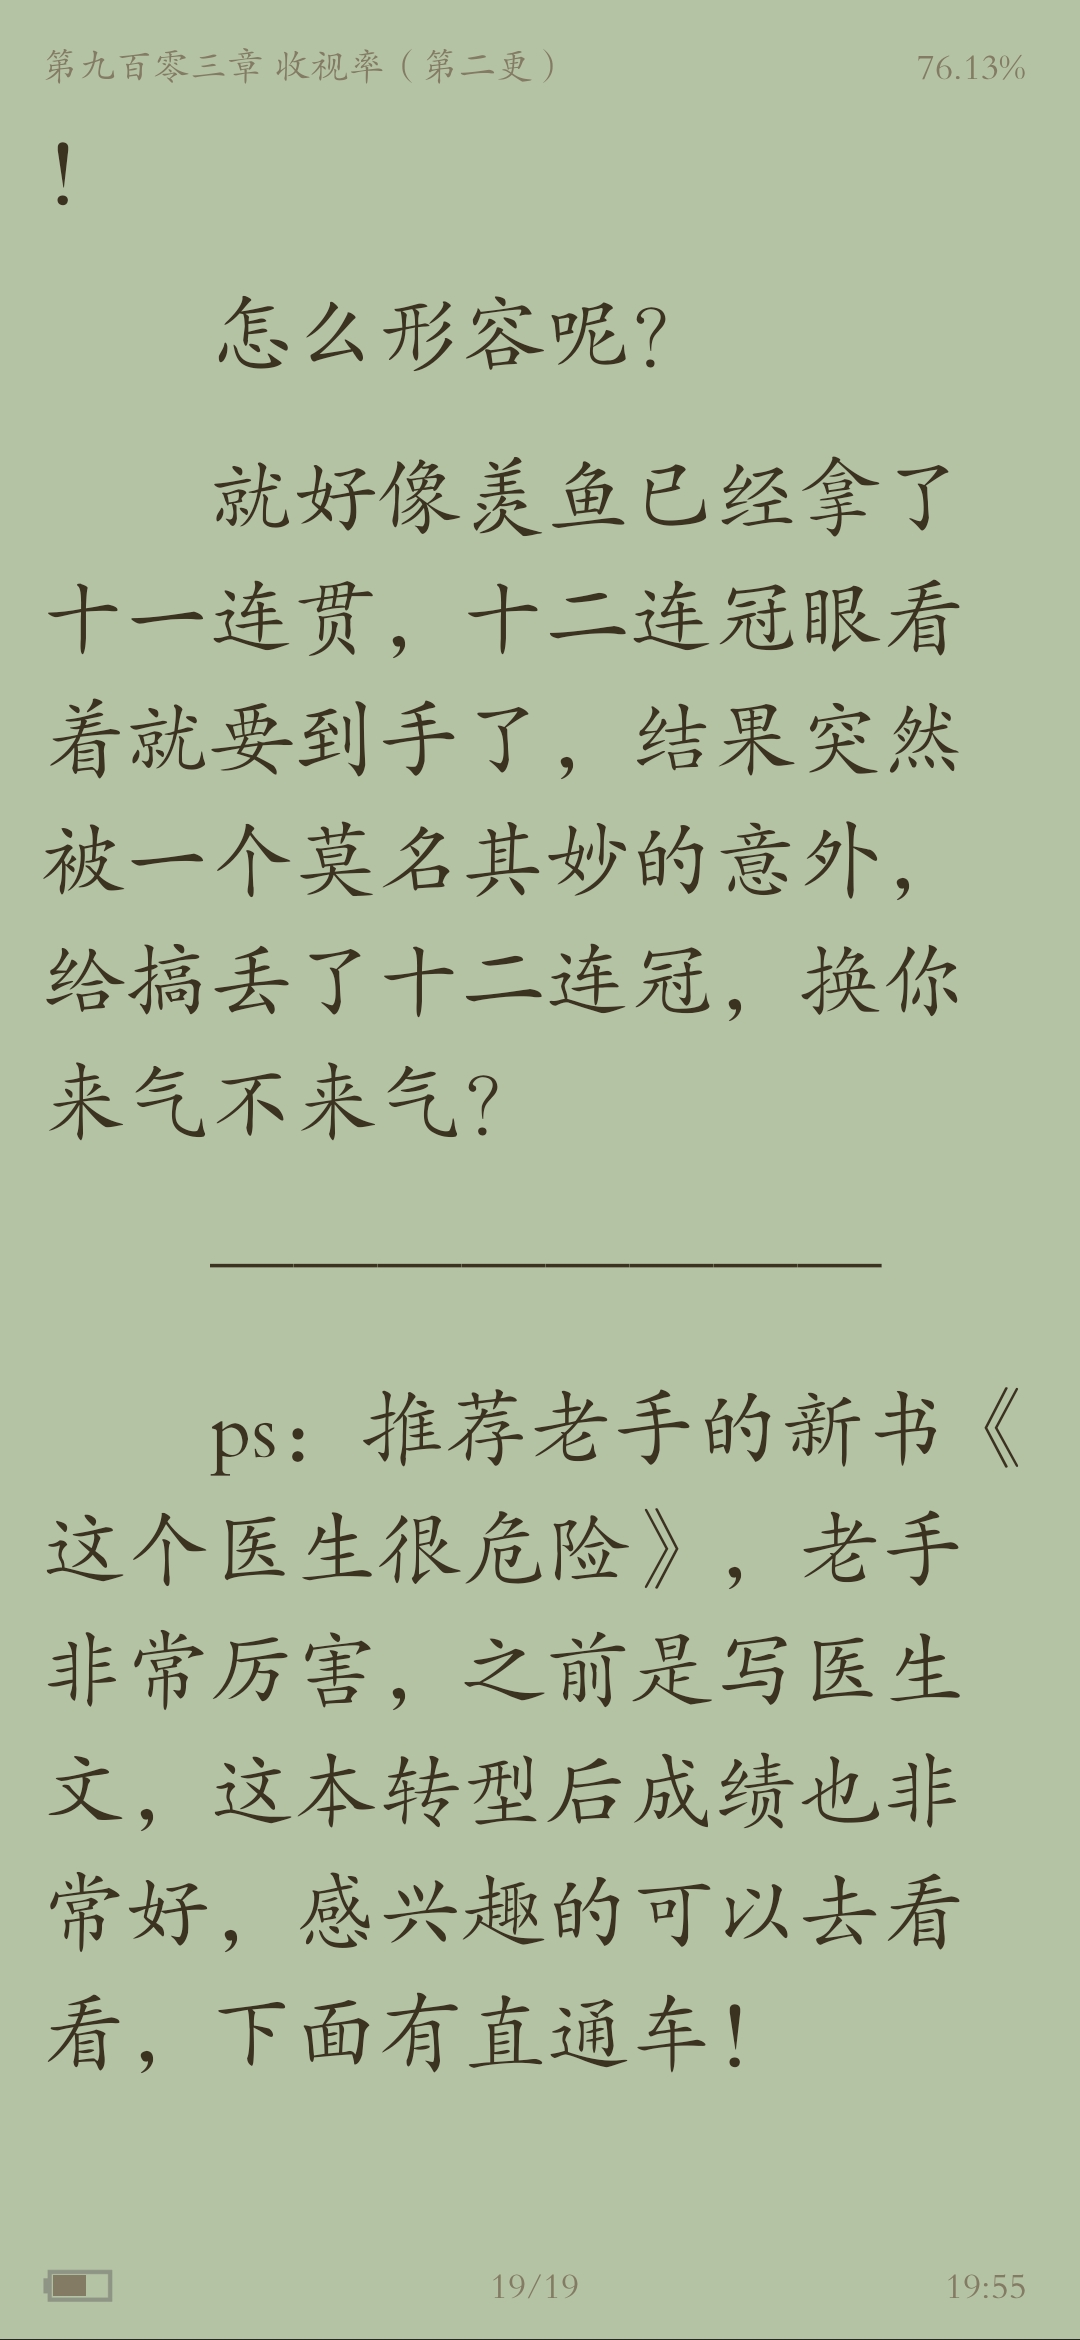 第九百零三章 收视率（第二更）
76.13%
！
怎么形容呢？
就好像羡鱼已经拿了
十一连贯，十二连冠眼看
着就要到手了，结果突然
被一个莫名其妙的意外，
给搞丢了十二连冠，换你
来气不来气？
————————
ps：推荐老手的新书《
这个医生很危险》，老手
非常厉害，之前是写医生
文，这本转型后成绩也非
常好，感兴趣的可以去看
看，下面有直通车！
19/19
19:55